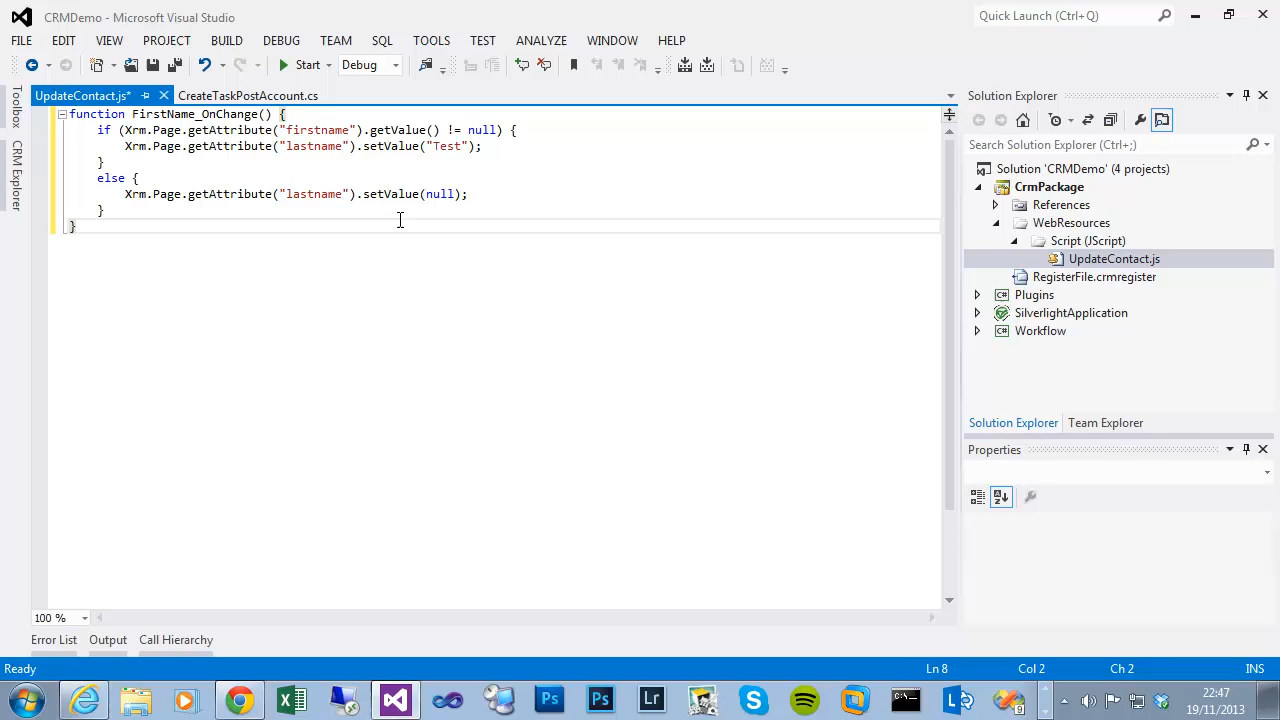 CRMDemo - Microsoft Visual Studio
Quick Launch (Ctrl+Q)
FILE EDIT VIEW PROJECT BUILD DEBUG TEAM SQL TOOLS TEST ANALYZE WINDOW HELP
Start Debug
UpdateContact.js* CreateTaskPostAccount.cs
Toolbox
CRM Explorer
function FirstName_OnChange() {
if (Xrm.Page.getAttribute("firstname").getValue() != null) {
Xrm.Page.getAttribute("lastname").setValue("Test");
}
else {
Xrm.Page.getAttribute("lastname").setValue(null);
}
}
100 %
Error List Output Call Hierarchy
Solution Explorer
Search Solution Explorer (Ctrl+;)
Solution 'CRMDemo' (4 projects)
CrmPackage
References
WebResources
Script (JScript)
UpdateContact.js
RegisterFile.crmregister
C# Plugins
SilverlightApplication
C# Workflow
Solution Explorer Team Explorer
Properties
Ready Ln 8 Col 2 Ch 2 INS
Ps Ps Lr
9
22:47
19/11/2013